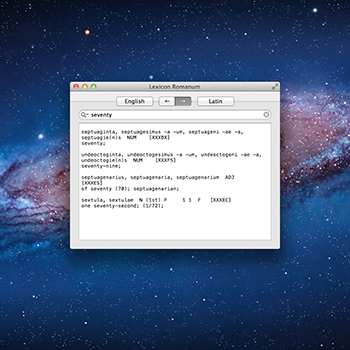 Lexicon Romanum
English ← → Latin
seventy
septuaginta, septuagesimus -a -um, septuageni -ae -a,
septuagie(n)s NUM [XXXBX]
seventy;
undeoctoginta, undeoctogesimus -a -um, undeoctogeni -ae -a,
undeoctogie(n)s NUM [XXXFS]
seventy-nine;
septuagenarius, septuagenaria, septuagenarium ADJ
[XXXES]
of seventy (70); septuagenarian;
sextula, sextulae N (1st) F 1 1 F [XXXEC]
one seventy-second; (1/72);